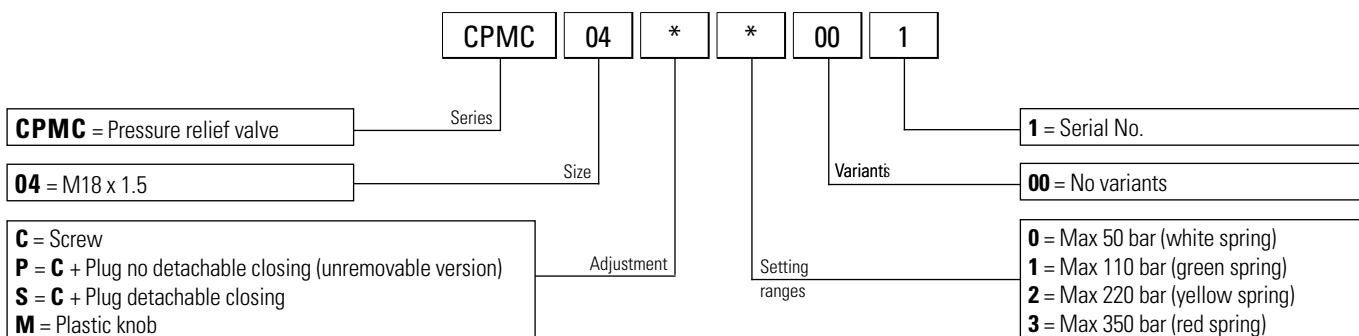 CPMC 04 * * 00 1
Series
CPMC = Pressure relief valve
1 = Serial No.
Size
04 = M18 x 1.5
Variants
00 = No variants
Adjustment
C = Screw
P = C + Plug no detachable closing (unremovable version)
S = C + Plug detachable closing
M = Plastic knob
Setting
ranges
0 = Max 50 bar (white spring)
1 = Max 110 bar (green spring)
2 = Max 220 bar (yellow spring)
3 = Max 350 bar (red spring)